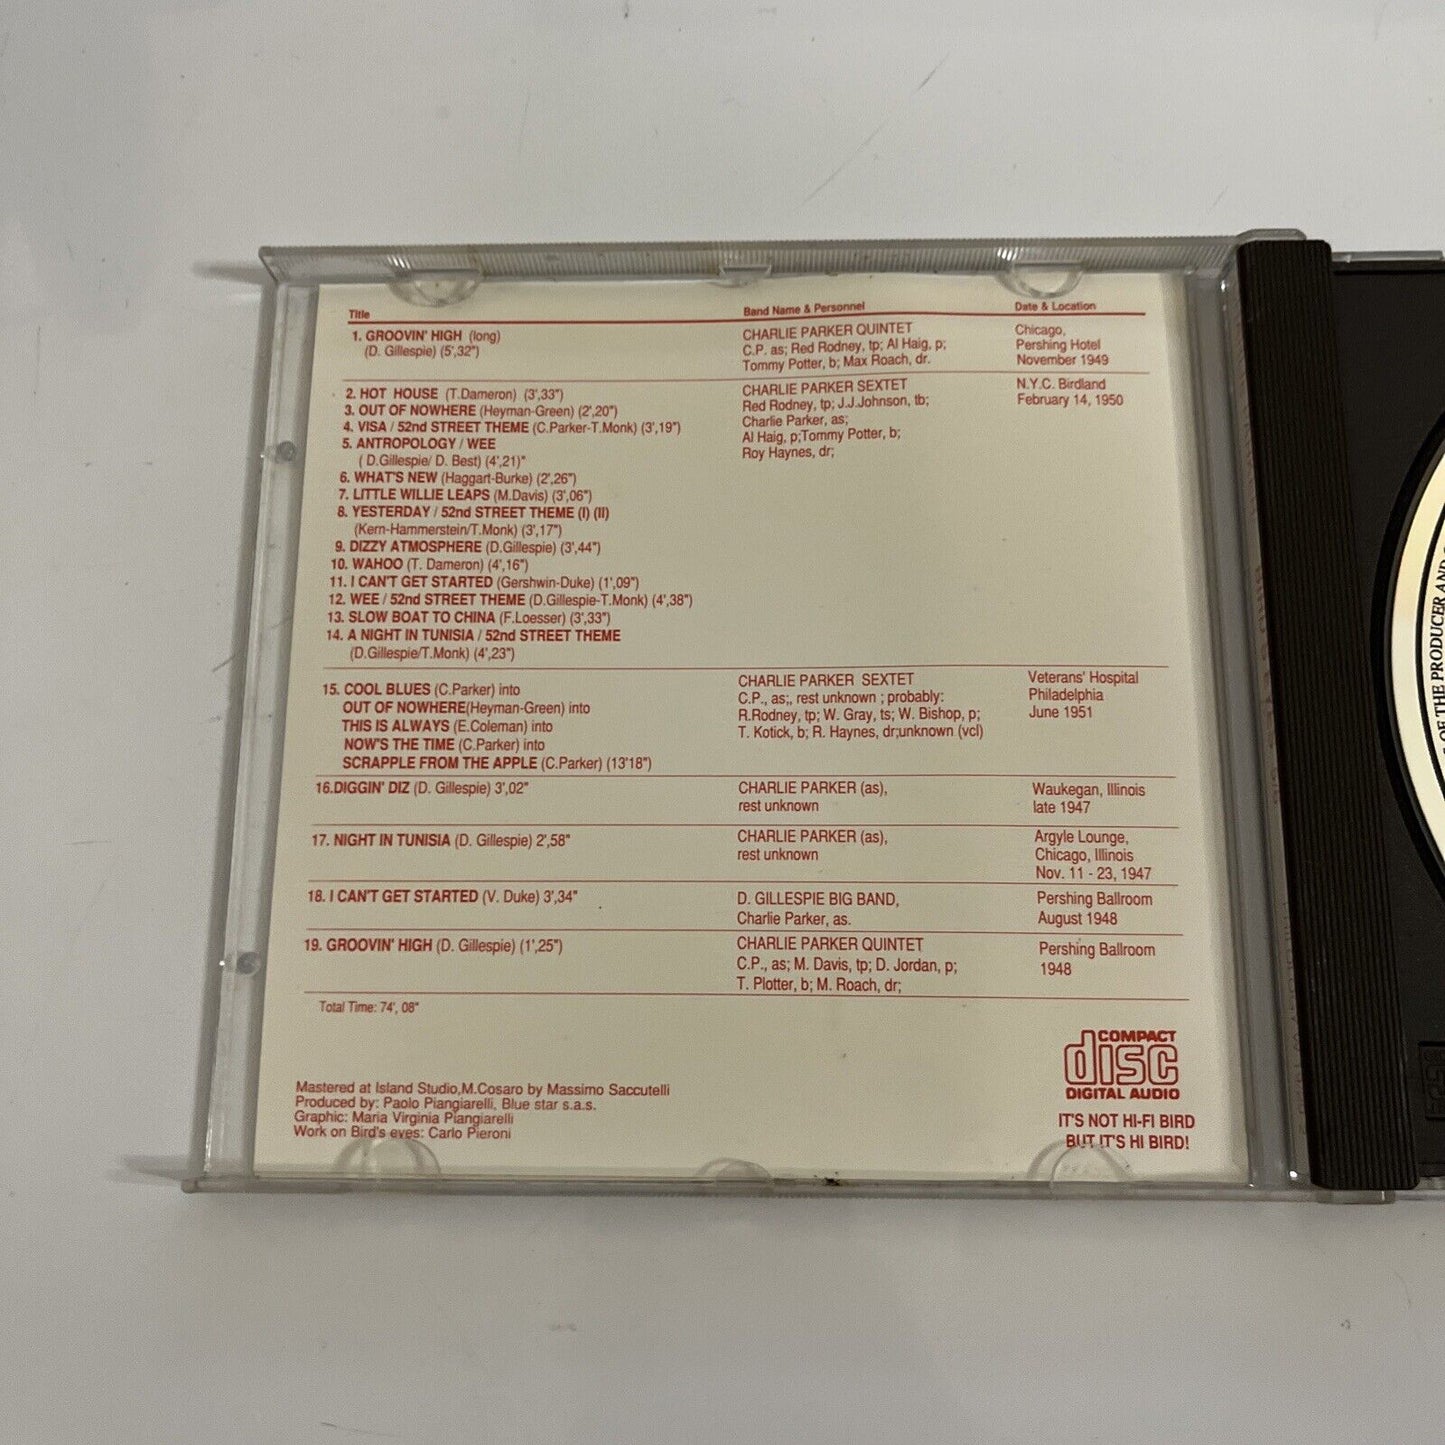 Title Band Name & Personnel Date & Location
1. GROOVIN' HIGH (long)
(D. Gillespie) (5',32")
CHARLIE PARKER QUINTET
C.P. as; Red Rodney, tp; Al Haig, p;
Tommy Potter, b; Max Roach, dr.
Chicago,
Pershing Hotel
November 1949
2. HOT HOUSE (T.Dameron) (3',33")
3. OUT OF NOWHERE (Heyman-Green) (2',20")
4. VISA / 52nd STREET THEME (C.Parker-T.Monk) (3',19")
5. ANTROPOLOGY / WEE
( D.Gillespie/ D. Best) (4',21)"
6. WHAT'S NEW (Haggart-Burke) (2',26")
7. LITTLE WILLIE LEAPS (M.Davis) (3',06")
8. YESTERDAY / 52nd STREET THEME (I) (II)
(Kern-Hammerstein/T.Monk) (3',17")
9. DIZZY ATMOSPHERE (D.Gillespie) (3',44")
10. WAHOO (T. Dameron) (4',16")
11. I CAN'T GET STARTED (Gershwin-Duke) (1',09")
12. WEE / 52nd STREET THEME (D.Gillespie-T.Monk) (4',38")
13. SLOW BOAT TO CHINA (F.Loesser) (3',33")
14. A NIGHT IN TUNISIA / 52nd STREET THEME
(D.Gillespie/T.Monk) (4',23")
CHARLIE PARKER SEXTET
Red Rodney, tp; J.J.Johnson, tb;
Charlie Parker, as;
Al Haig, p;Tommy Potter, b;
Roy Haynes, dr;
N.Y.C. Birdland
February 14, 1950
15. COOL BLUES (C.Parker) into
OUT OF NOWHERE(Heyman-Green) into
THIS IS ALWAYS (E.Coleman) into
NOW'S THE TIME (C.Parker) into
SCRAPPLE FROM THE APPLE (C.Parker) (13'18")
CHARLIE PARKER SEXTET
C.P., as;, rest unknown ; probably:
R.Rodney, tp; W. Gray, ts; W. Bishop, p;
T. Kotick, b; R. Haynes, dr;unknown (vcl)
Veterans' Hospital
Philadelphia
June 1951
16.DIGGIN' DIZ (D. Gillespie) 3',02"
CHARLIE PARKER (as),
rest unknown
Waukegan, Illinois
late 1947
17. NIGHT IN TUNISIA (D. Gillespie) 2',58"
CHARLIE PARKER (as),
rest unknown
Argyle Lounge,
Chicago, Illinois
Nov. 11 - 23, 1947
18. I CAN'T GET STARTED (V. Duke) 3',34"
D. GILLESPIE BIG BAND,
Charlie Parker, as.
Pershing Ballroom
August 1948
19. GROOVIN' HIGH (D. Gillespie) (1',25")
CHARLIE PARKER QUINTET
C.P., as; M. Davis, tp; D. Jordan, p;
T. Plotter, b; M. Roach, dr;
Pershing Ballroom
1948
Total Time: 74', 08"
Mastered at Island Studio,M.Cosaro by Massimo Saccutelli
Produced by: Paolo Piangiarelli, Blue star s.a.s.
Graphic: Maria Virginia Piangiarelli
Work on Bird's eyes: Carlo Pieroni
COMPACT
disc
DIGITAL AUDIO
IT'S NOT HI-FI BIRD
BUT IT'S HI BIRD!
OF THE PRODUCER AND